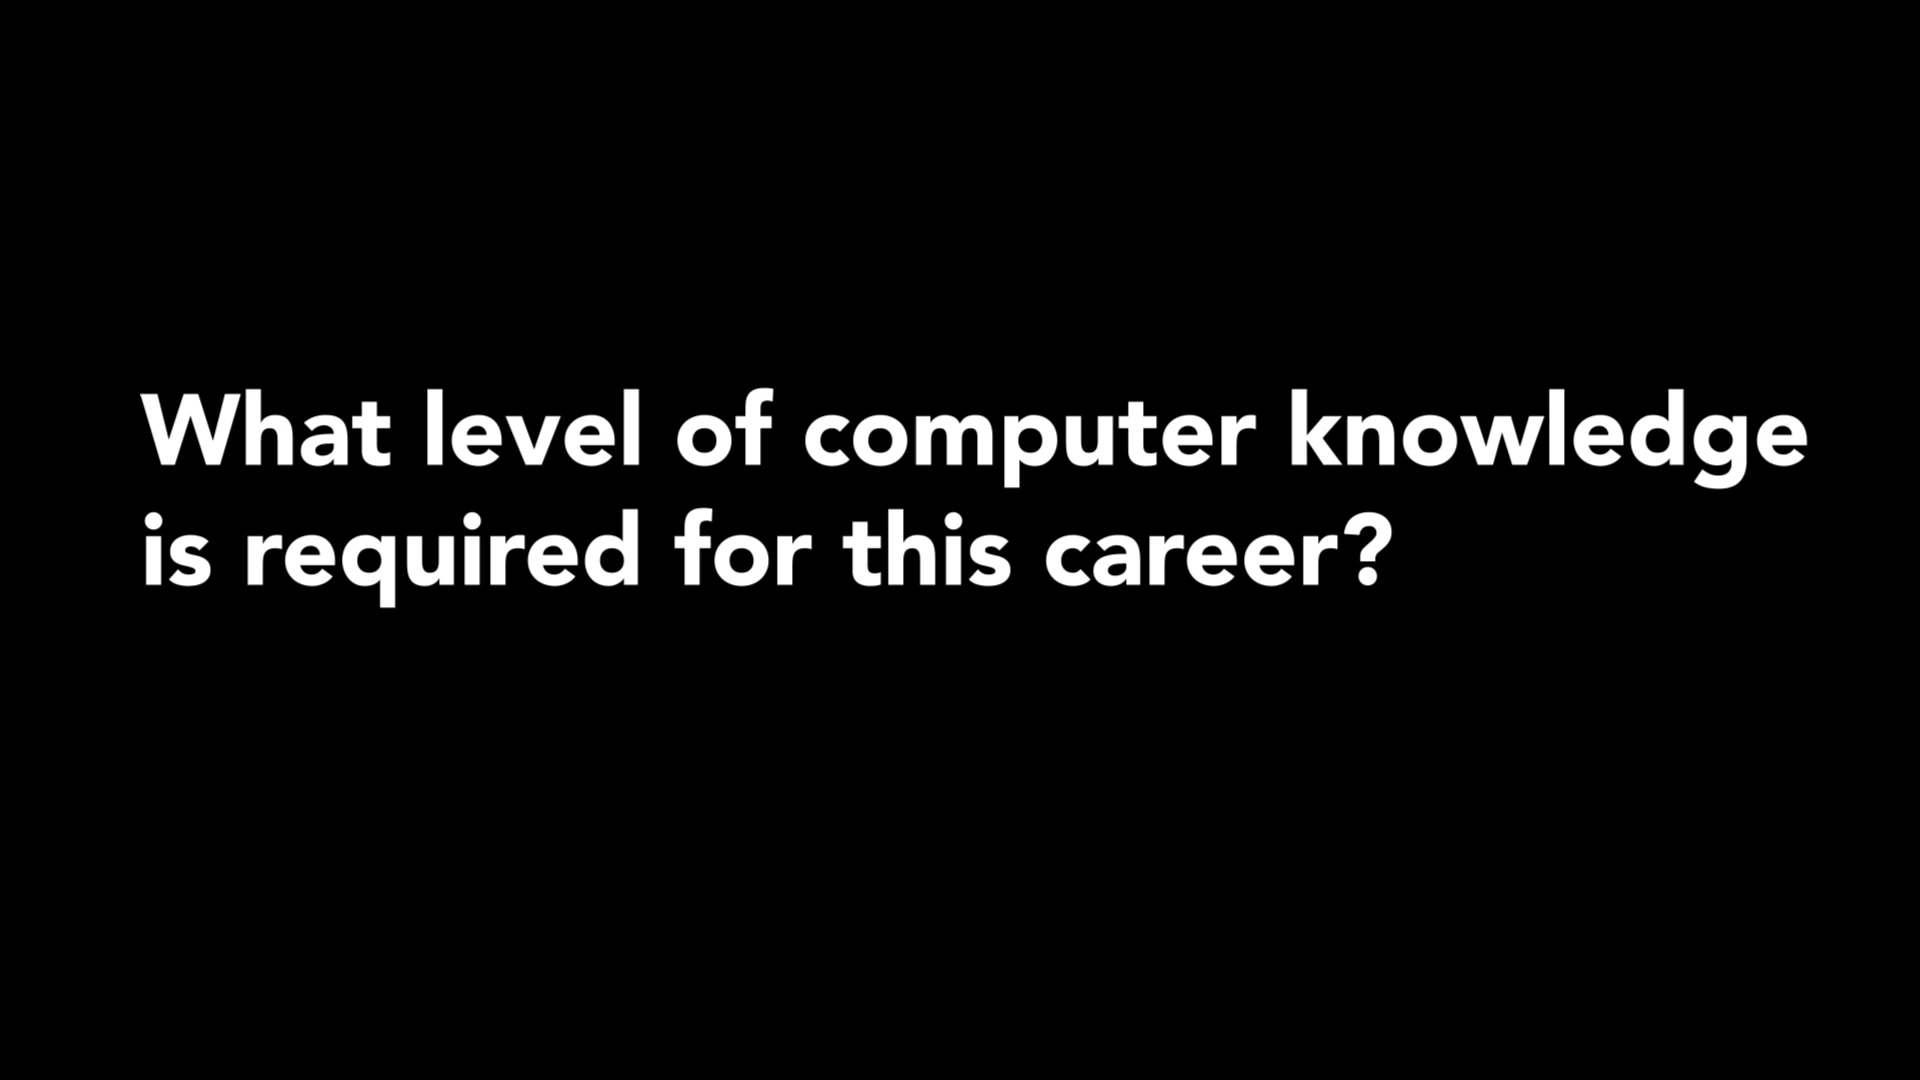 What level of computer knowledge
is required for this career?